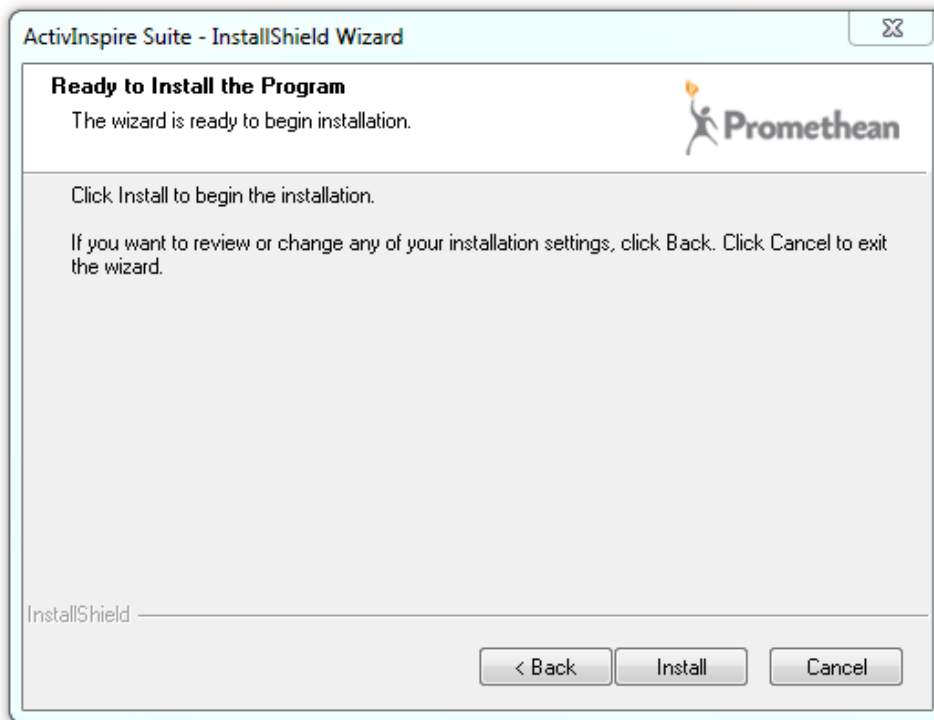 ActivInspire Suite - InstallShield Wizard
Ready to Install the Program
The wizard is ready to begin installation.
Promethean
Click Install to begin the installation.
If you want to review or change any of your installation settings, click Back. Click Cancel to exit
the wizard.
InstallShield
< Back Install Cancel